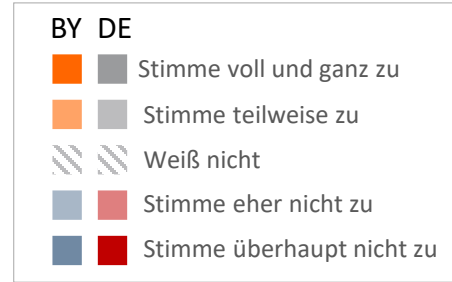 BY DE
Stimme voll und ganz zu
Stimme teilweise zu
Weiß nicht
Stimme eher nicht zu
Stimme überhaupt nicht zu